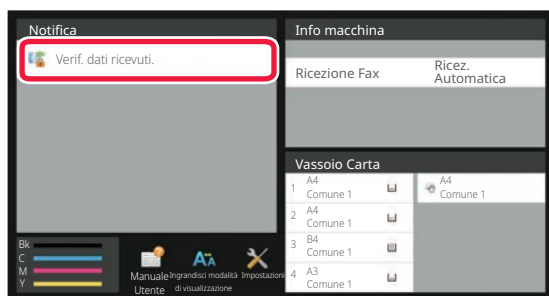 Notifica
Verif. dati ricevuti.
Info macchina
Ricezione Fax
Ricez.
Automatica
Vassoio Carta
1 A4
Comune 1
2 A4
Comune 1
3 B4
Comune 1
4 A3
Comune 1
A4
Comune 1
Bk
C
M
Y
Manuale
Utente
Ingrandisci modalità
di visualizzazione
Impostazioni